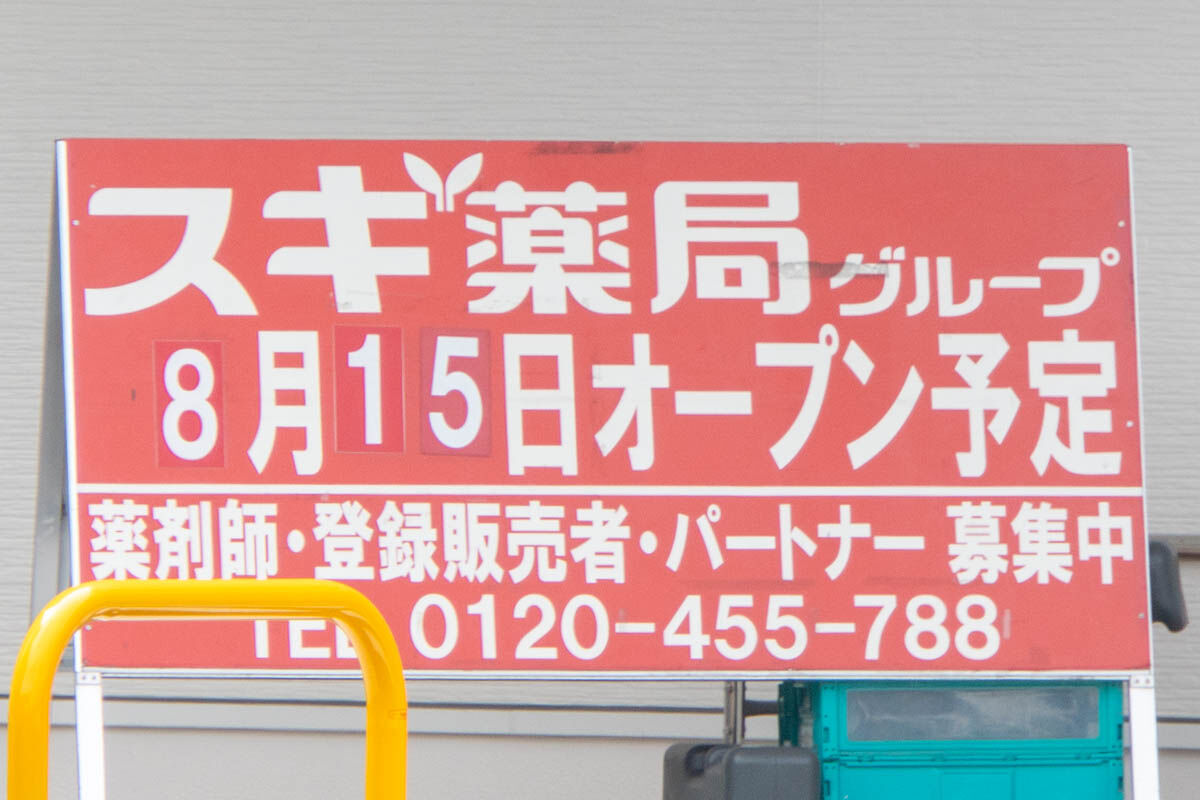 スギ薬局グループ
8月15日オープン予定
薬剤師・登録販売者・パートナー 募集中
TEL 0120-455-788